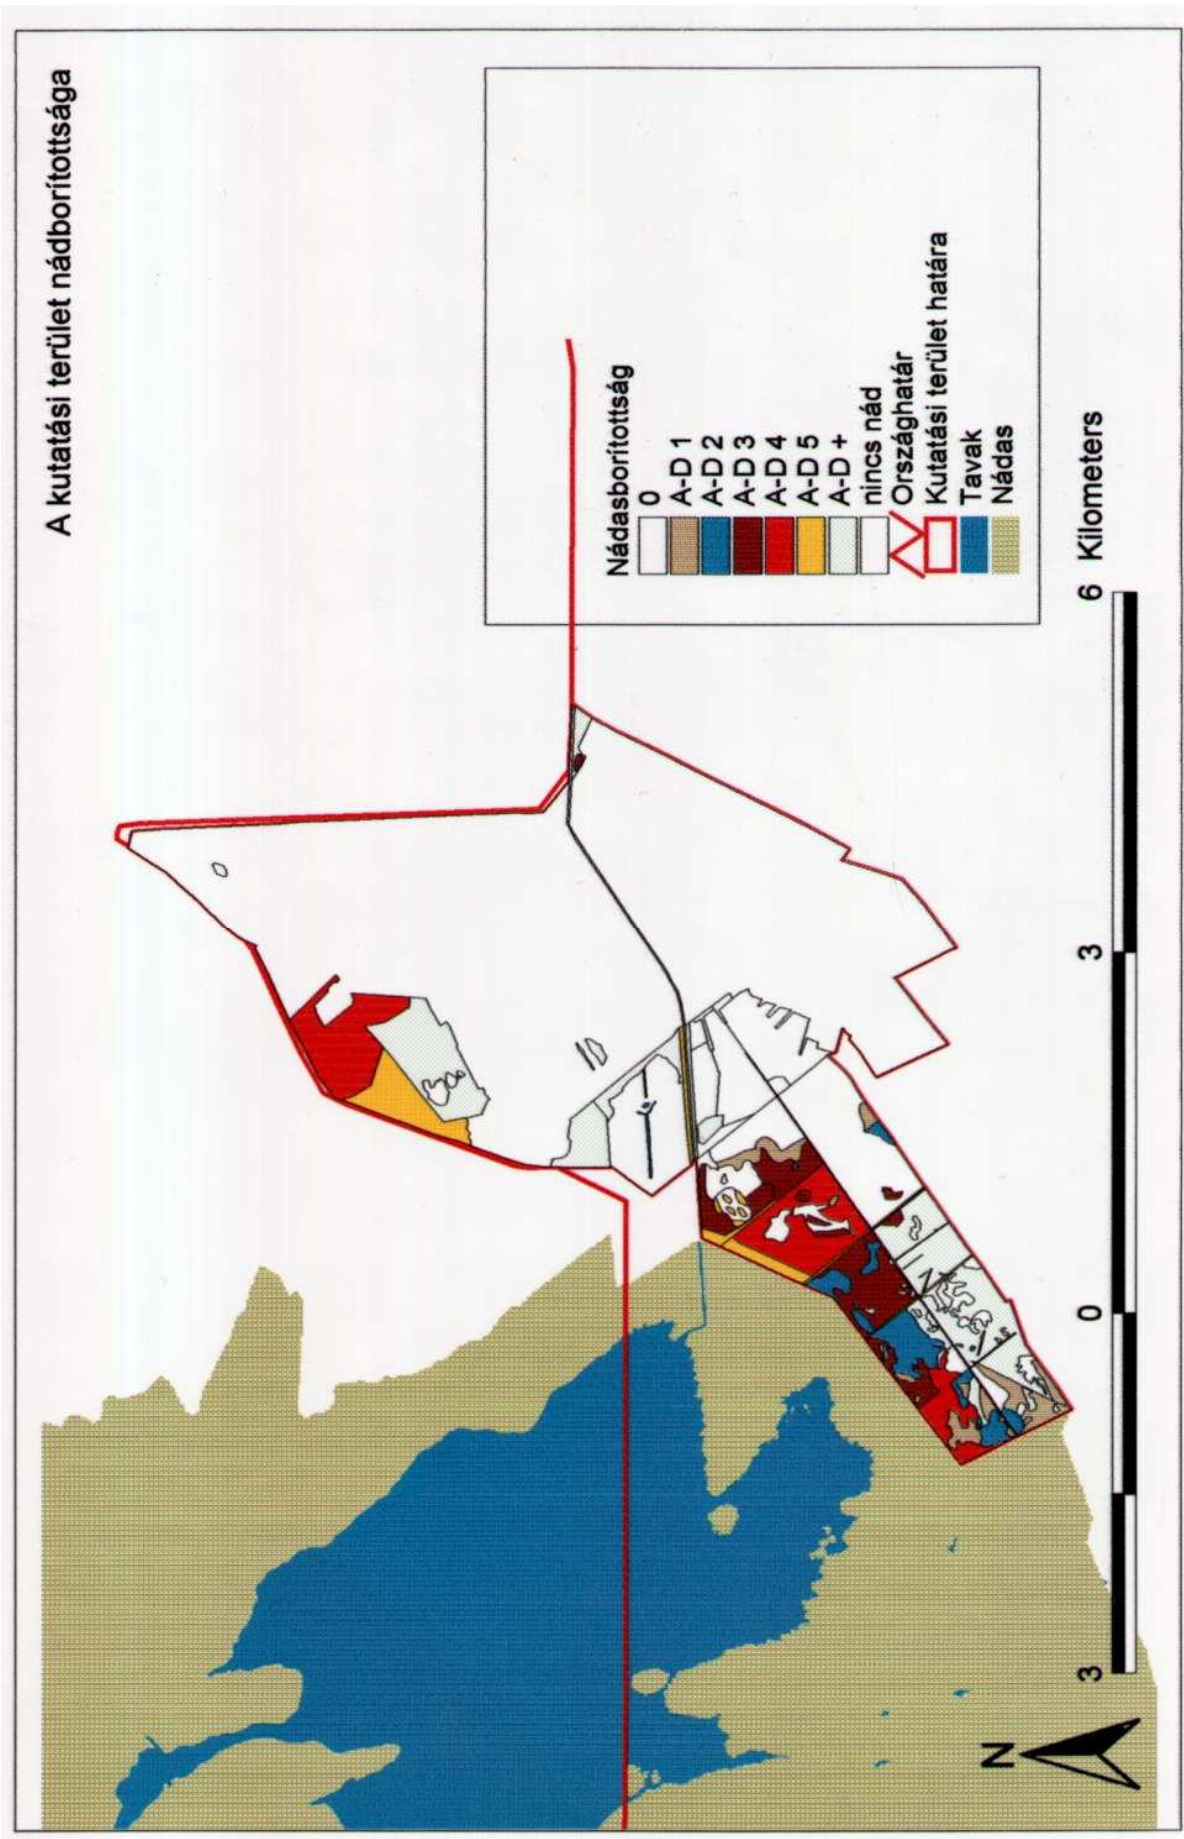 A kutatási terület nádborítottsága
Nádasborítottság
0
A-D 1
A-D 2
A-D 3
A-D 4
A-D 5
A-D +
nincs nád
Országhatár
Kutatási terület határa
Tavak
Nádas
N
3 0 3 6 Kilometers